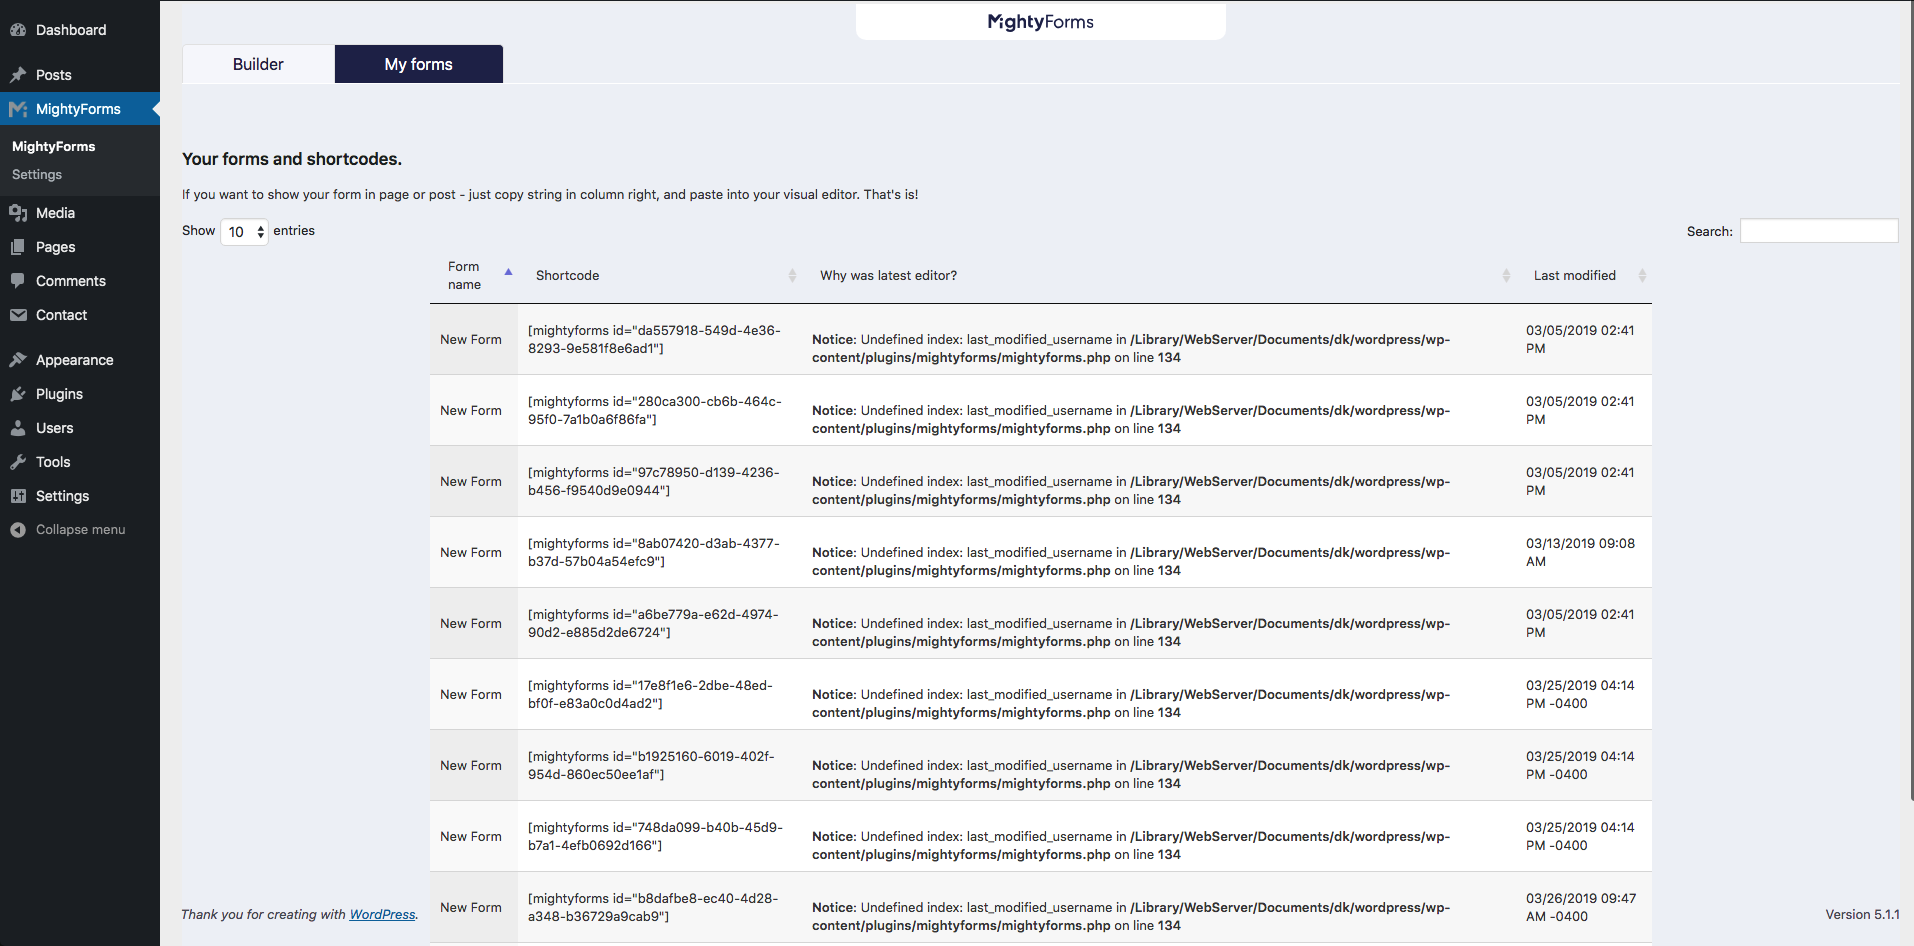 MightyForms
Dashboard
Posts
MightyForms
MightyForms
Settings
Media
Pages
Comments
Contact
Appearance
Plugins
Users
Tools
Settings
Collapse menu
Builder
My forms
Your forms and shortcodes.
If you want to show your form in page or post - just copy string in column right, and paste into your visual editor. That's is!
Show 10 entries
Search:
Form
name
Shortcode
Why was latest editor?
Last modified
New Form
[mightyforms id="da557918-549d-4e36-
8293-9e581f8e6ad1"]
Notice: Undefined index: last_modified_username in /Library/WebServer/Documents/dk/wordpress/wp-
content/plugins/mightyforms/mightyforms.php on line 134
03/05/2019 02:41
PM
New Form
[mightyforms id="280ca300-cb6b-464c-
95f0-7a1b0a6f86fa"]
Notice: Undefined index: last_modified_username in /Library/WebServer/Documents/dk/wordpress/wp-
content/plugins/mightyforms/mightyforms.php on line 134
03/05/2019 02:41
PM
New Form
[mightyforms id="97c78950-d139-4236-
b456-f9540d9e0944"]
Notice: Undefined index: last_modified_username in /Library/WebServer/Documents/dk/wordpress/wp-
content/plugins/mightyforms/mightyforms.php on line 134
03/05/2019 02:41
PM
New Form
[mightyforms id="8ab07420-d3ab-4377-
b37d-57b04a54efc9"]
Notice: Undefined index: last_modified_username in /Library/WebServer/Documents/dk/wordpress/wp-
content/plugins/mightyforms/mightyforms.php on line 134
03/13/2019 09:08
AM
New Form
[mightyforms id="a6be779a-e62d-4974-
90d2-e885d2de6724"]
Notice: Undefined index: last_modified_username in /Library/WebServer/Documents/dk/wordpress/wp-
content/plugins/mightyforms/mightyforms.php on line 134
03/05/2019 02:41
PM
New Form
[mightyforms id="17e8f1e6-2dbe-48ed-
bf0f-e83a0c0d4ad2"]
Notice: Undefined index: last_modified_username in /Library/WebServer/Documents/dk/wordpress/wp-
content/plugins/mightyforms/mightyforms.php on line 134
03/25/2019 04:14
PM -0400
New Form
[mightyforms id="b1925160-6019-402f-
954d-860ec50ee1af"]
Notice: Undefined index: last_modified_username in /Library/WebServer/Documents/dk/wordpress/wp-
content/plugins/mightyforms/mightyforms.php on line 134
03/25/2019 04:14
PM -0400
New Form
[mightyforms id="748da099-b40b-45d9-
b7a1-4efb0692d166"]
Notice: Undefined index: last_modified_username in /Library/WebServer/Documents/dk/wordpress/wp-
content/plugins/mightyforms/mightyforms.php on line 134
03/25/2019 04:14
PM -0400
New Form
[mightyforms id="b8dafbe8-ec40-4d28-
a348-b36729a9cab9"]
Notice: Undefined index: last_modified_username in /Library/WebServer/Documents/dk/wordpress/wp-
content/plugins/mightyforms/mightyforms.php on line 134
03/26/2019 09:47
AM -0400
Thank you for creating with WordPress.
Version 5.1.1